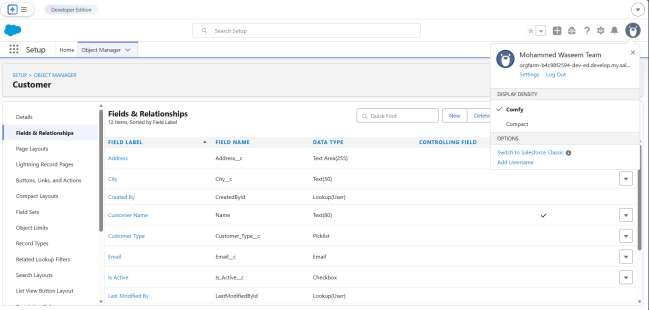 Developer Edition
Search Setup
Setup
Home
Object Manager
Mohammed Waseem Team
orgfarm-b4c98f2594-dev-ed.develop.my.sal...
Settings Log Out
DISPLAY DENSITY
Comfy
Compact
OPTIONS
Switch to Salesforce Classic
Add Username
SETUP > OBJECT MANAGER
Customer
Details
Fields & Relationships
Page Layouts
Lightning Record Pages
Buttons, Links, and Actions
Compact Layouts
Field Sets
Object Limits
Record Types
Related Lookup Filters
Search Layouts
List View Button Layout
Fields & Relationships
12 Items, Sorted by Field Label
Quick Find
New
Delete
FIELD LABEL FIELD NAME DATA TYPE CONTROLLING FIELD
Address Address__c Text Area(255)
City City__c Text(50)
Created By CreatedById Lookup(User)
Customer Name Name Text(80)
Customer Type Customer_Type__c Picklist
Email Email__c Email
Is Active Is_Active__c Checkbox
Last Modified By LastModifiedById Lookup(User)